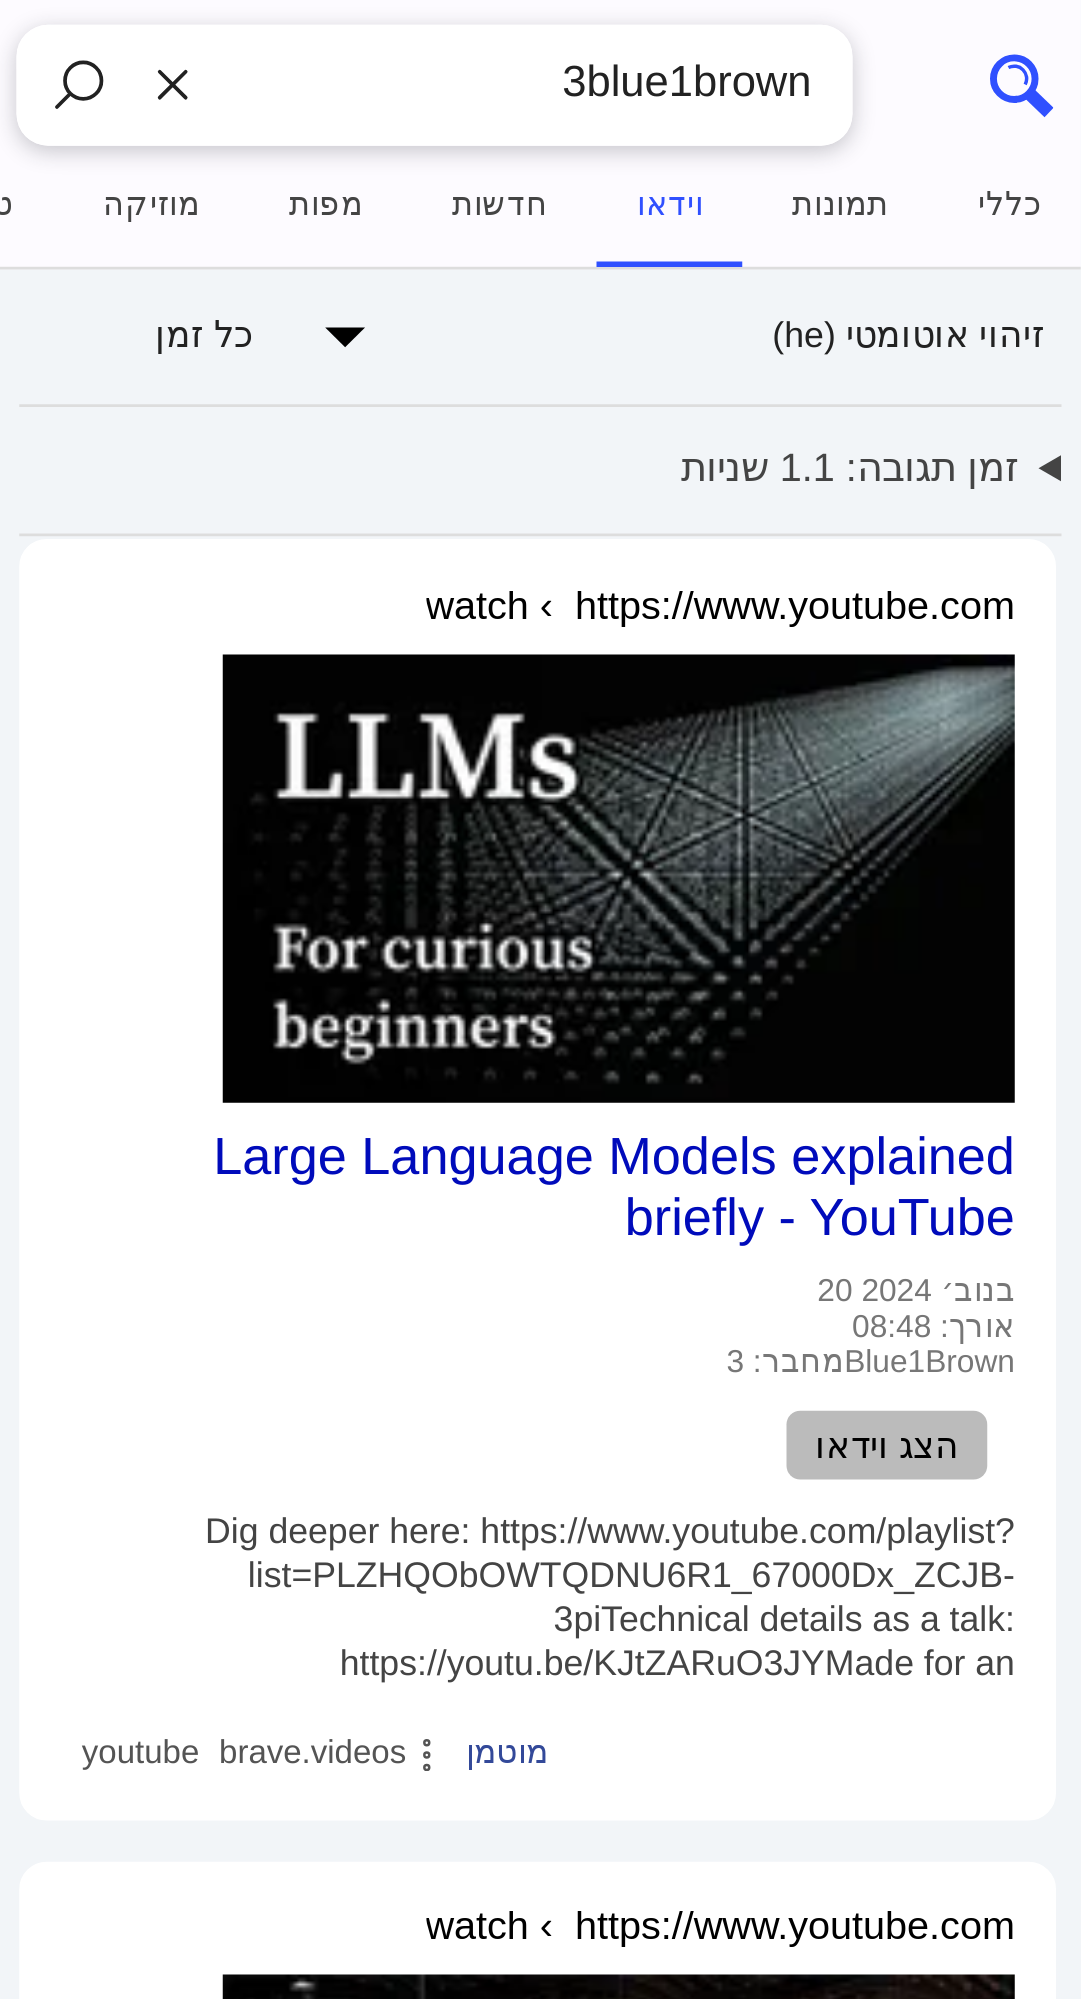 3blue1brown
כללי תמונות וידאו חדשות מפות מוזיקה
זיהוי אוטומטי (he) כל זמן
זמן תגובה: 1.1 שניות
https://www.youtube.com › watch
LLMs
For curious
beginners
Large Language Models explained
briefly - YouTube
20 בנוב׳ 2024
אורך: 08:48
מחבר: 3Blue1Brown
הצג וידאו
Dig deeper here: https://www.youtube.com/playlist?
list=PLZHQObOWTQDNU6R1_67000Dx_ZCJB-
3piTechnical details as a talk:
https://youtu.be/KJtZARuO3JYMade for an
מוטמן brave.videos youtube
https://www.youtube.com › watch